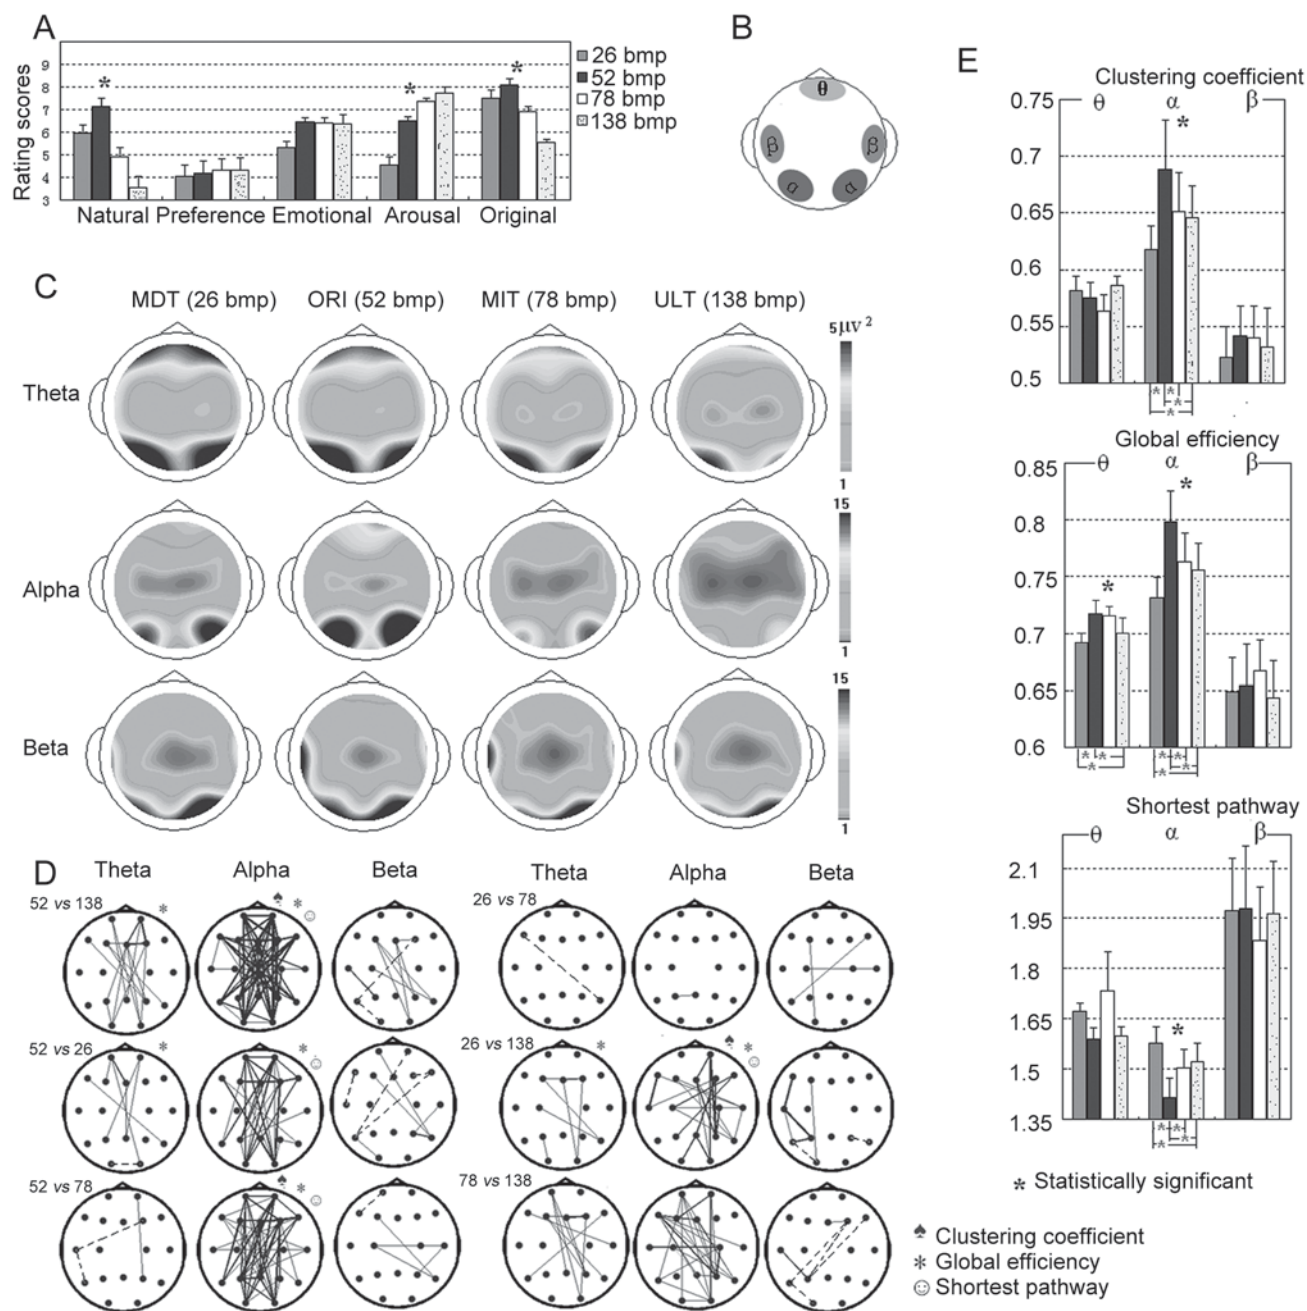 A
Rating scores
9
8
7
6
5
4
3
*
*
*
Natural Preference Emotional Arousal Original
26 bmp
52 bmp
78 bmp
138 bmp
B
θ
β β
α α
C
MDT (26 bmp) ORI (52 bmp) MIT (78 bmp) ULT (138 bmp)
Theta
5 μv²
1
Alpha
15
1
Beta
15
1
D
Theta Alpha Beta Theta Alpha Beta
52 vs 138 26 vs 78
52 vs 26 26 vs 138
52 vs 78 78 vs 138
E
Clustering coefficient
θ α β
*
0.75
0.7
0.65
0.6
0.55
0.5
* *
*
*
Global efficiency
θ α β
* *
0.85
0.8
0.75
0.7
0.65
0.6
* * * *
* * *
Shortest pathway
θ α β
*
2.1
1.95
1.8
1.65
1.5
1.35
* *
* *
* Statistically significant
♠ Clustering coefficient
* Global efficiency
☺ Shortest pathway